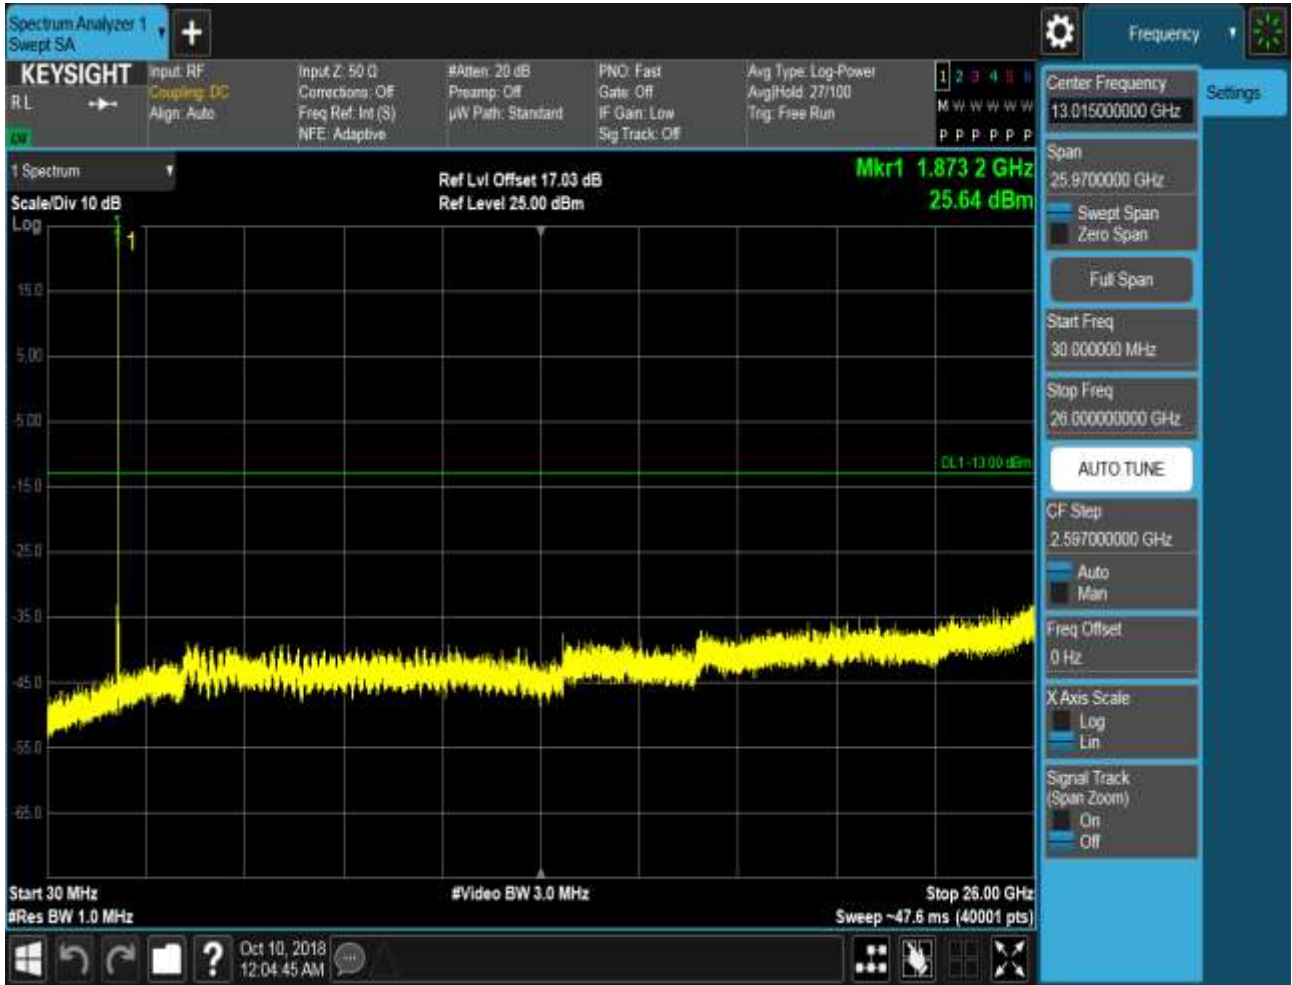 Spectrum Analyzer 1
Swept SA
+
Frequency
KEYSIGHT
R L
LW
Input: RF
Coupling: DC
Align: Auto
Input Z: 50 Ω
Corrections: Off
Freq Ref: Int (S)
NFE: Adaptive
#Atten: 20 dB
Preamp: Off
µW Path: Standard
PNO: Fast
Gate: Off
IF Gain: Low
Sig Track: Off
Avg Type: Log-Power
Avg|Hold: 27/100
Trig: Free Run
1 2 3 4 5 6
M W W W W W
P P P P P P
1 Spectrum
Scale/Div 10 dB
Log
Ref Lvl Offset 17.03 dB
Ref Level 25.00 dBm
Mkr1 1.873 2 GHz
25.64 dBm
1
15.0
5.00
-5.00
DL1 -13.00 dBm
-15.0
-25.0
-35.0
-45.0
-55.0
-65.0
Start 30 MHz
#Res BW 1.0 MHz
#Video BW 3.0 MHz
Stop 26.00 GHz
Sweep ~47.6 ms (40001 pts)
?
Oct 10, 2018
12:04:45 AM
Center Frequency
13.015000000 GHz
Settings
Span
25.9700000 GHz
Swept Span
Zero Span
Full Span
Start Freq
30.000000 MHz
Stop Freq
26.000000000 GHz
AUTO TUNE
CF Step
2.597000000 GHz
Auto
Man
Freq Offset
0 Hz
X Axis Scale
Log
Lin
Signal Track
(Span Zoom)
On
Off